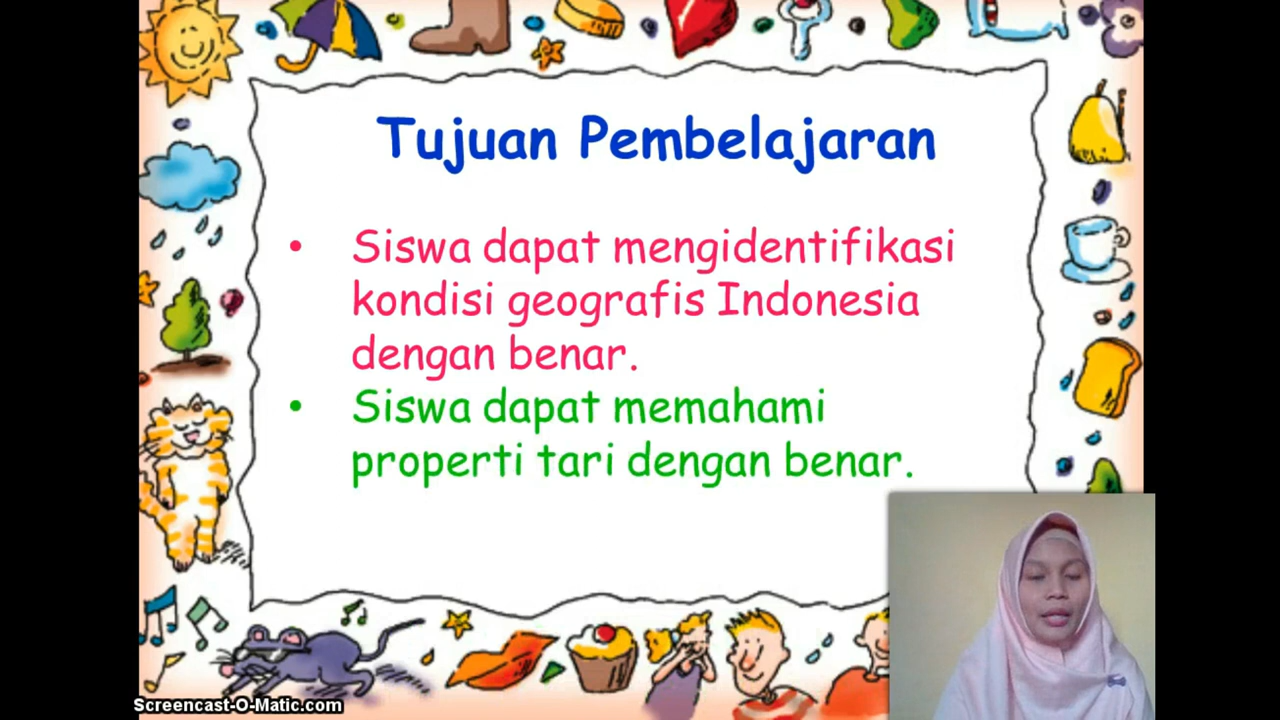 Tujuan Pembelajaran
• Siswa dapat mengidentifikasi
kondisi geografis Indonesia
dengan benar.
• Siswa dapat memahami
properti tari dengan benar.
Screencast-O-Matic.com